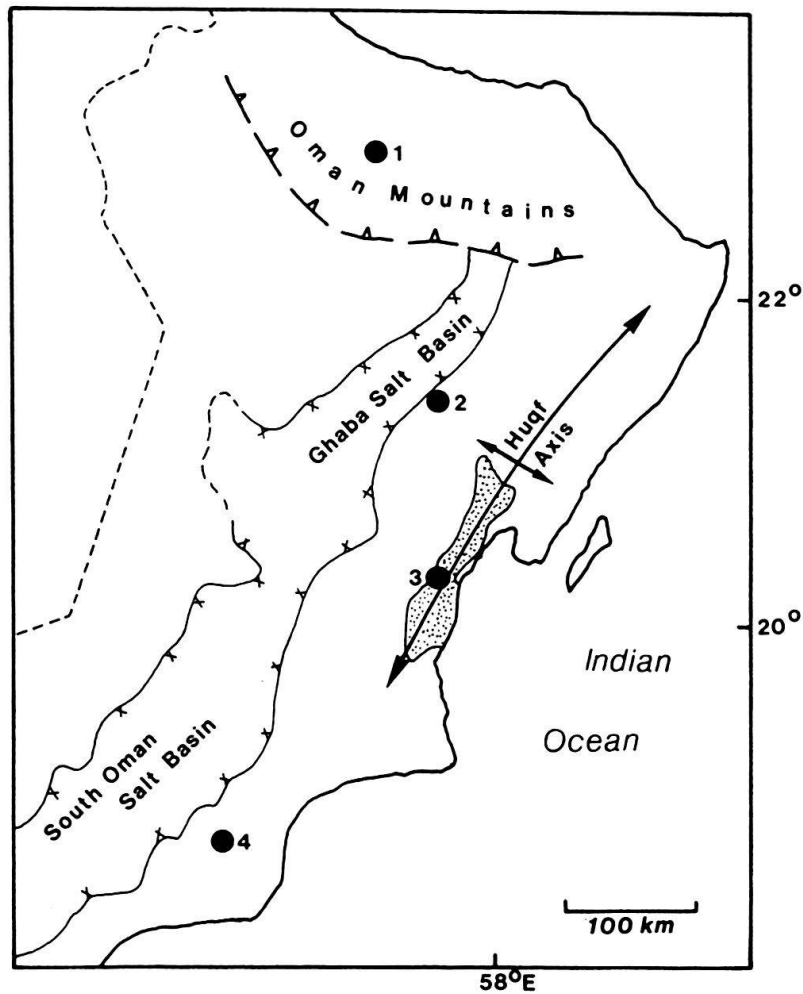 1
Oman Mountains
22°
Ghaba Salt Basin
2
Huqf
Axis
3
20°
Indian
Ocean
South Oman
Salt Basin
4
100 km
58°E